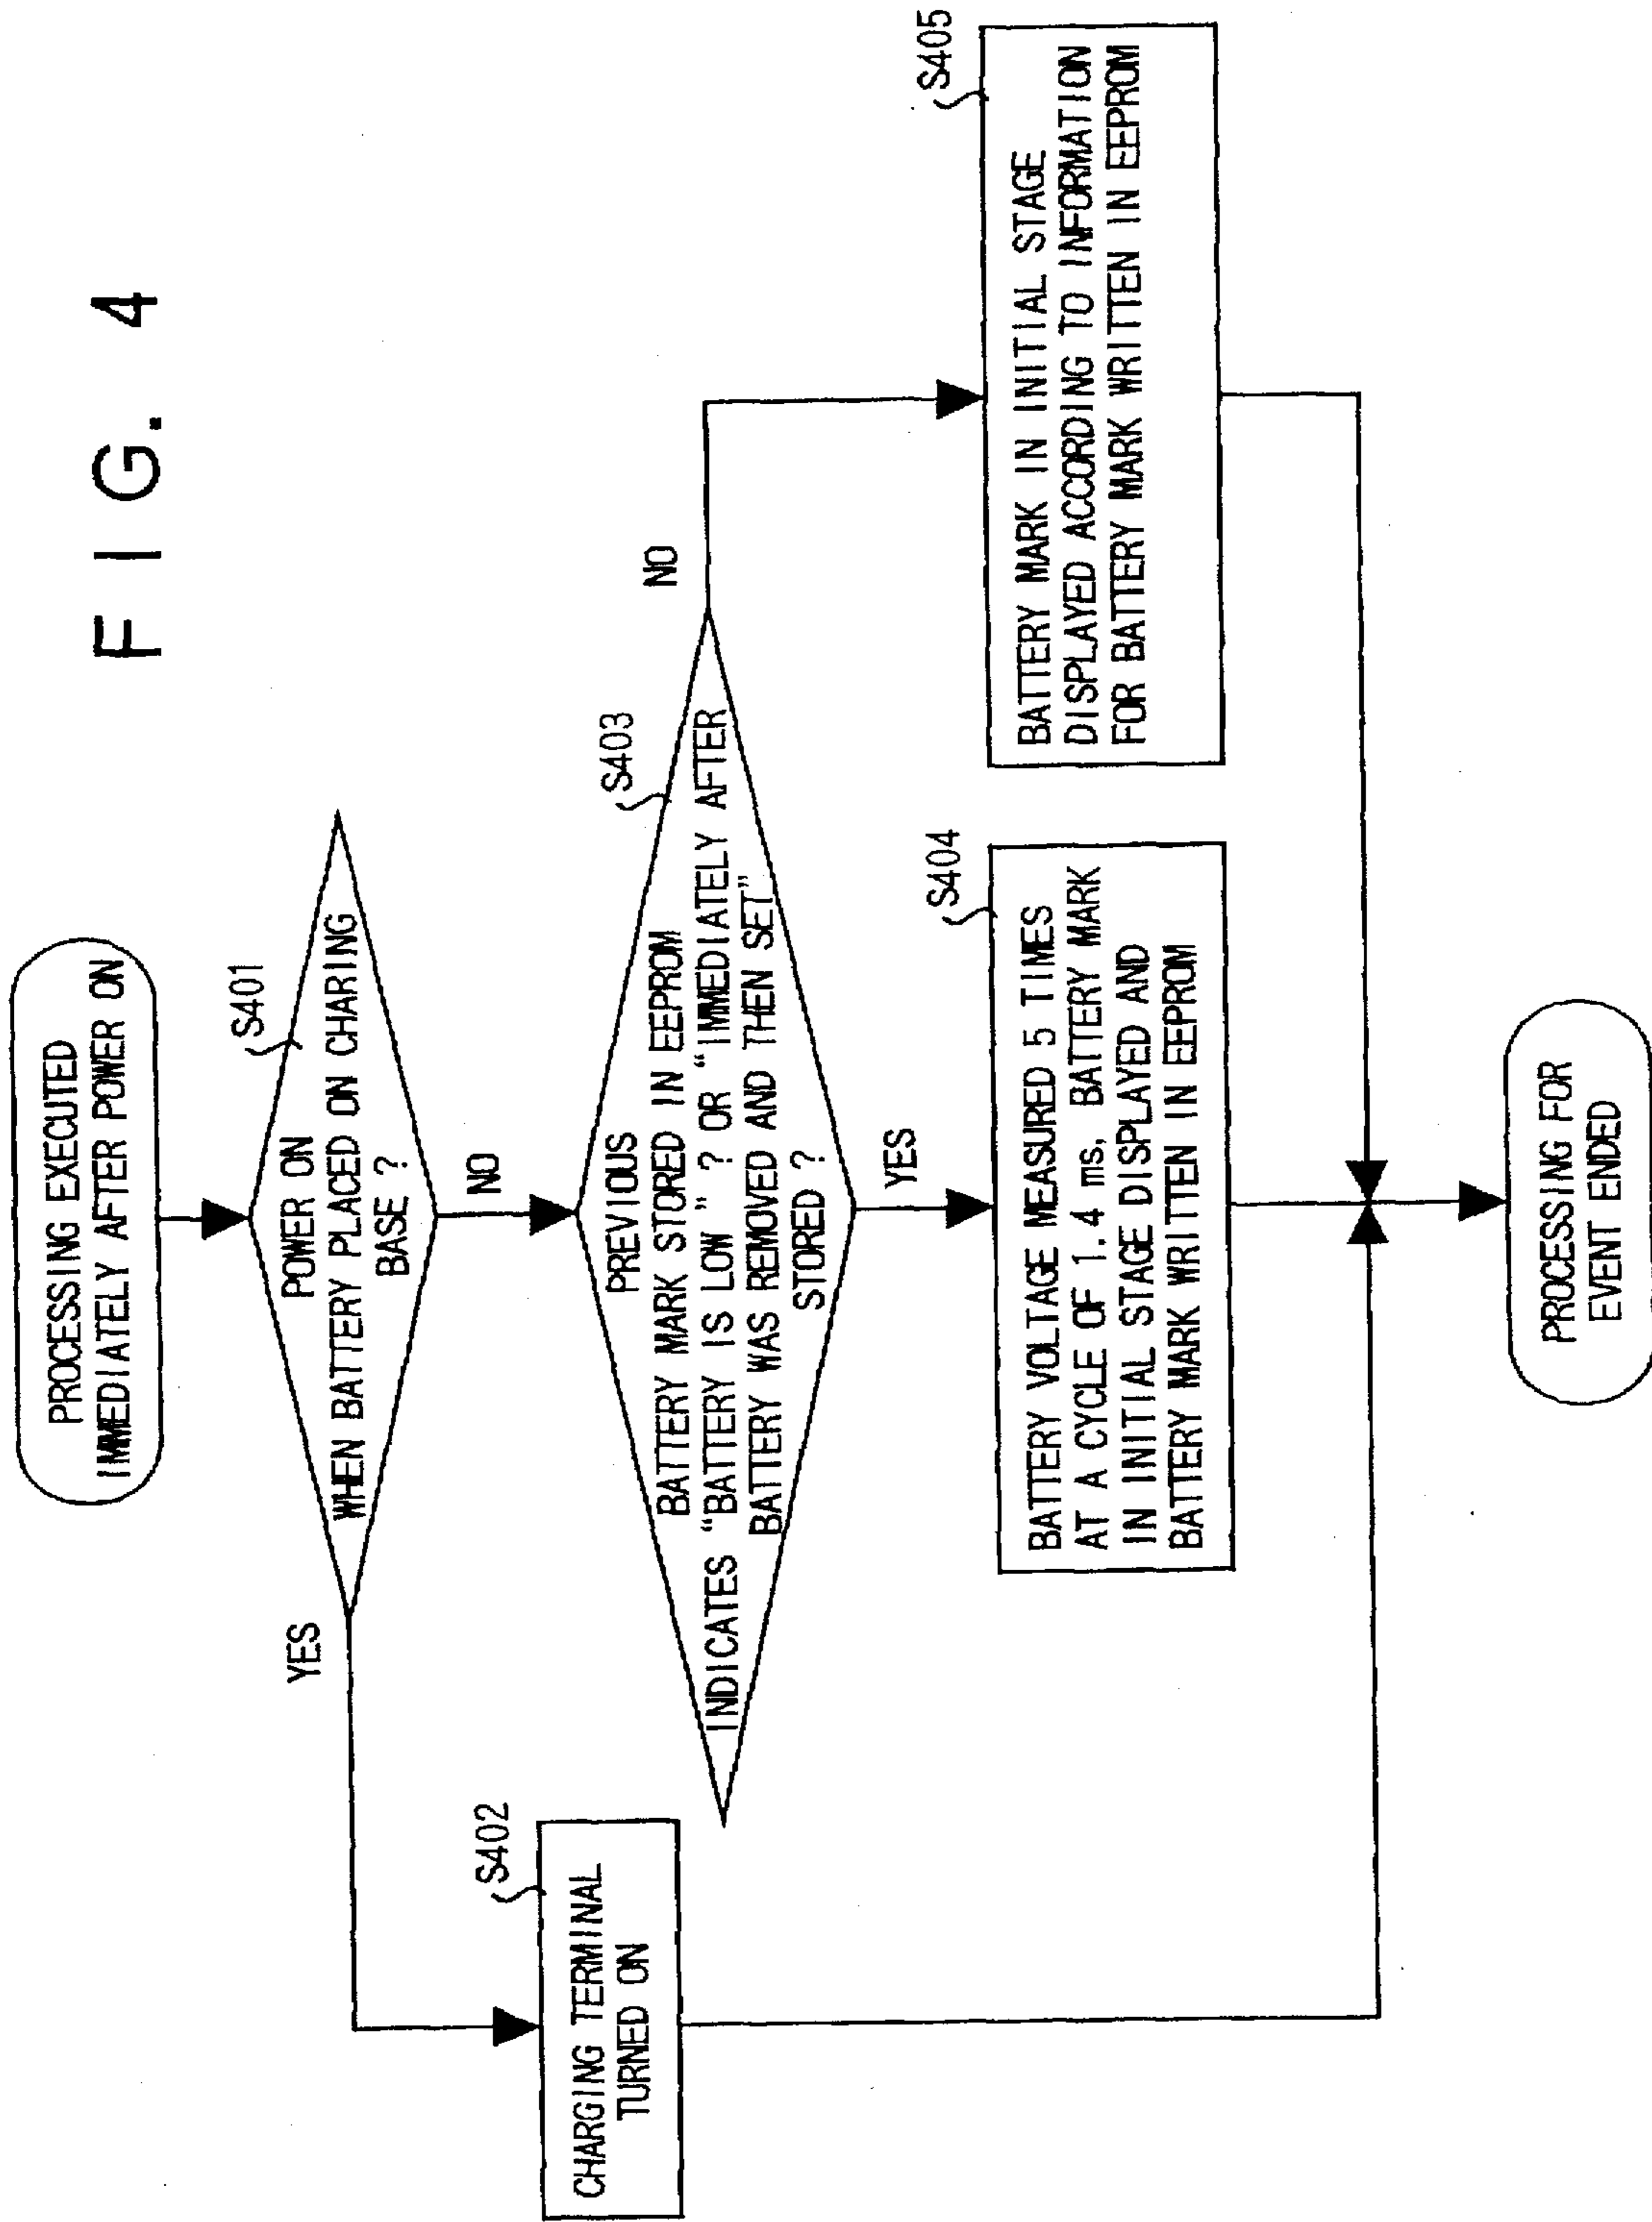 F I G. 4
PROCESSING EXECUTED
IMMEDIATELY AFTER POWER ON
S401
POWER ON
WHEN BATTERY PLACED ON CHARING
BASE ?
YES
NO
S402
CHARGING TERMINAL
TURNED ON
S403
PREVIOUS
BATTERY MARK STORED IN EEPROM
INDICATES “BATTERY IS LOW” ? OR “IMMEDIATELY AFTER
BATTERY WAS REMOVED AND THEN SET”
STORED ?
NO
YES
S404
BATTERY VOLTAGE MEASURED 5 TIMES
AT A CYCLE OF 1.4 ms, BATTERY MARK
IN INITIAL STAGE DISPLAYED AND
BATTERY MARK WRITTEN IN EEPROM
S405
BATTERY MARK IN INITIAL STAGE
DISPLAYED ACCORDING TO INFORMATION
FOR BATTERY MARK WRITTEN IN EEPROM
PROCESSING FOR
EVENT ENDED